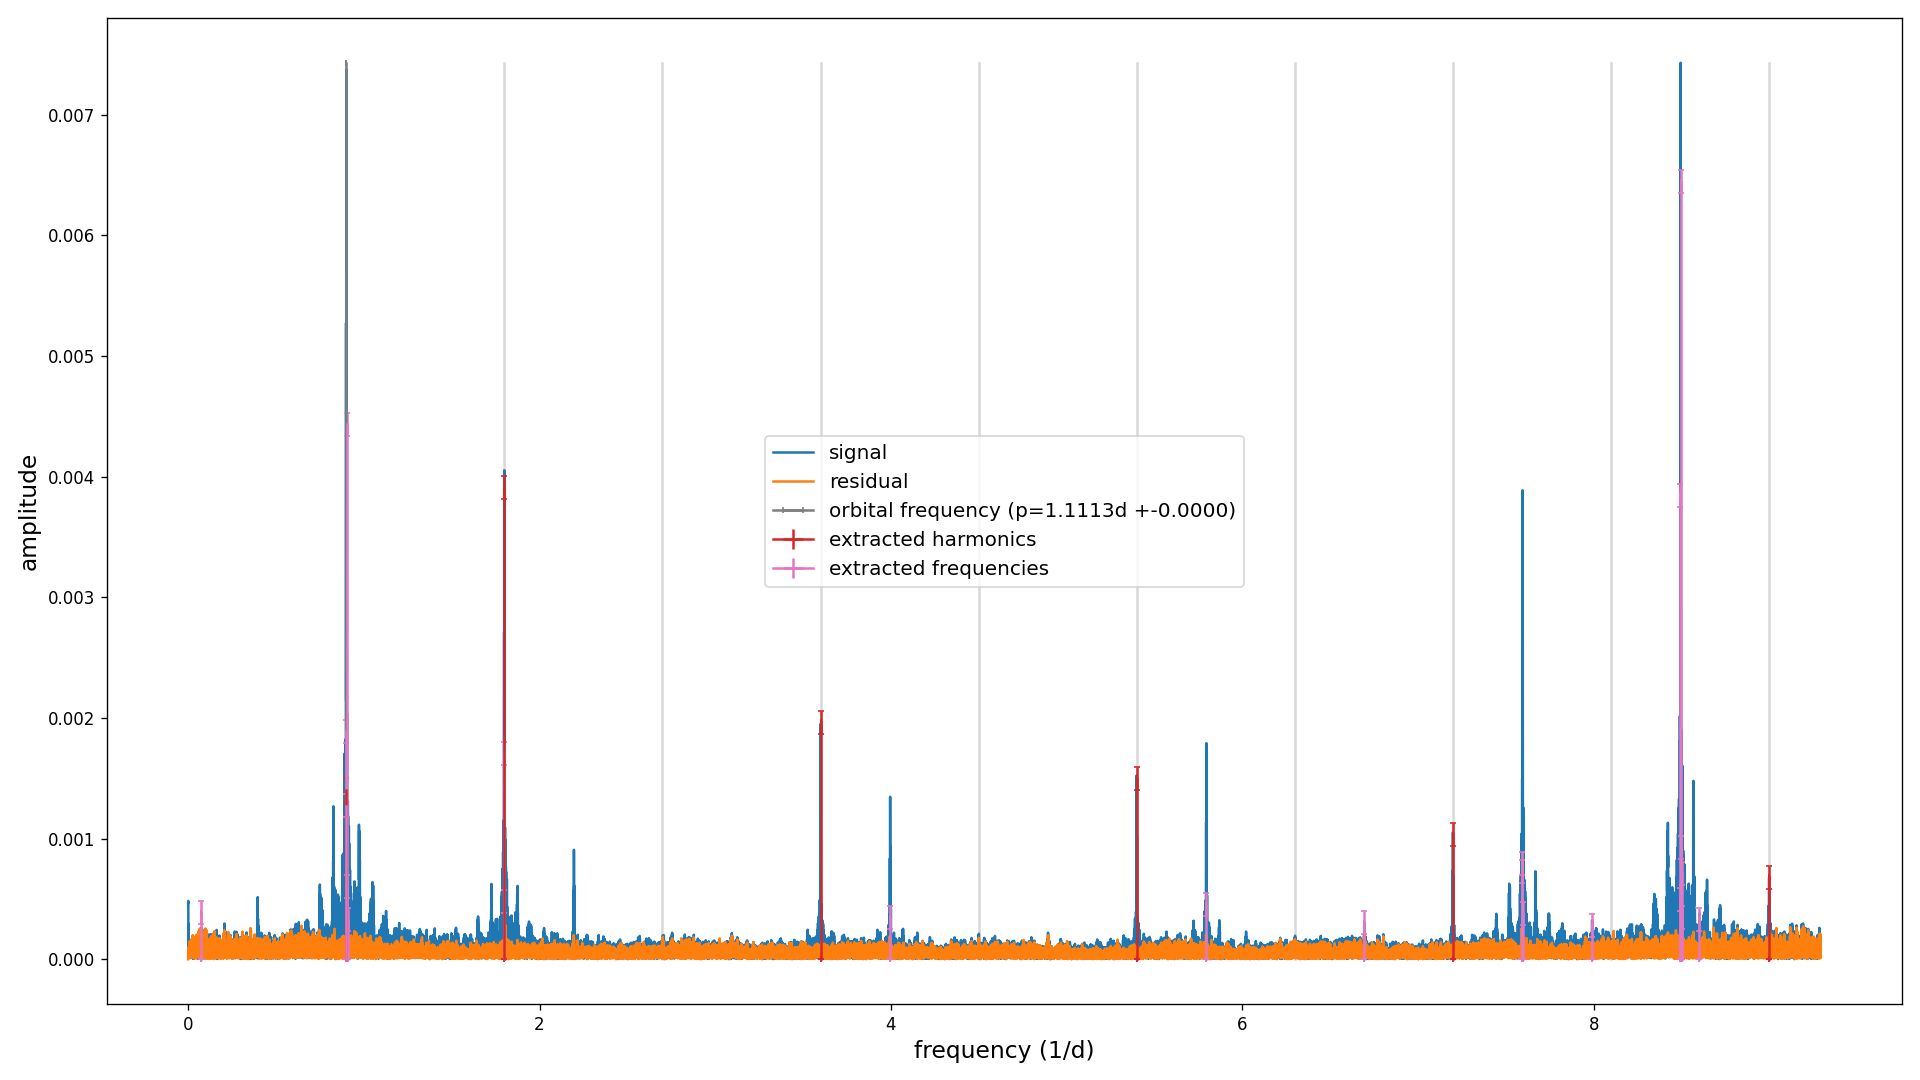 0.007
0.006
0.005
0.004
0.003
0.002
0.001
0.000
amplitude
signal
residual
orbital frequency (p=1.1113d +-0.0000)
extracted harmonics
extracted frequencies
0 2 4 6 8
frequency (1/d)